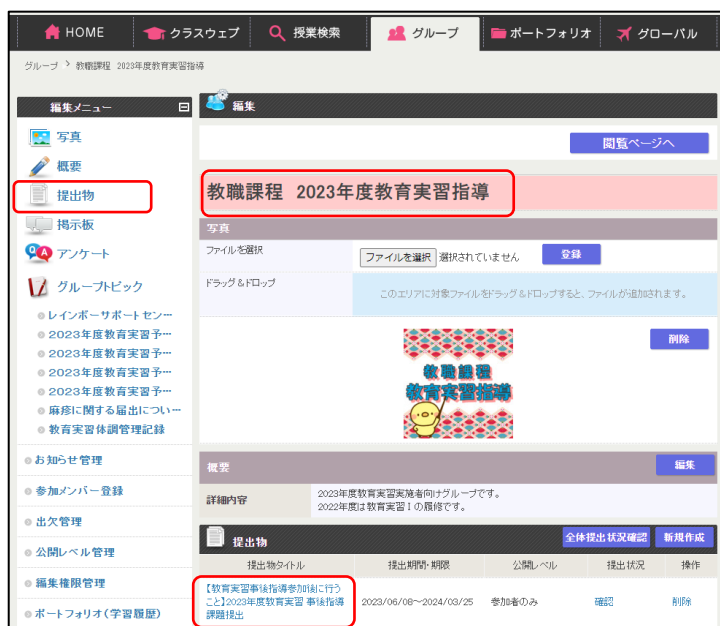 HOME クラスウェブ 授業検索 グループ ポートフォリオ グローバル
グループ > 教職課程 2023年度教育実習指導
編集メニュー
写真
概要
提出物
掲示板
アンケート
グループトピック
レインボーサポートセン…
2023年度教育実習予…
2023年度教育実習予…
2023年度教育実習予…
2023年度教育実習予…
麻疹に関する届出につい…
教育実習体調管理記録
お知らせ管理
参加メンバー登録
出欠管理
公開レベル管理
編集権限管理
ポートフォリオ(学習履歴)
編集
閲覧ページへ
教職課程 2023年度教育実習指導
写真
ファイルを選択 ファイルを選択 選択されていません 登録
ドラッグ&ドロップ このエリアに対象ファイルをドラッグ&ドロップすると、ファイルが追加されます。
削除
教職課程
教育実習指導
概要 編集
詳細内容 2023年度教育実習実施者向けグループです。
2022年度は教育実習Ⅰの履修です。
提出物 全体提出状況確認 新規作成
提出物タイトル 提出期間・期限 公開レベル 提出状況 操作
【教育実習事後指導参加後に行う
こと】2023年度教育実習 事後指導 2023/06/08～2024/03/25 参加者のみ 確認 削除
課題提出